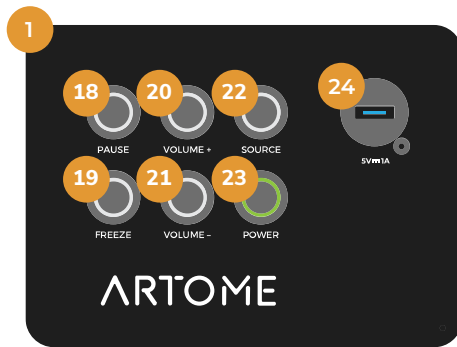 1
18 20 22 24
PAUSE VOLUME + SOURCE 5V⎓1A
19 21 23
FREEZE VOLUME – POWER
ARTOME